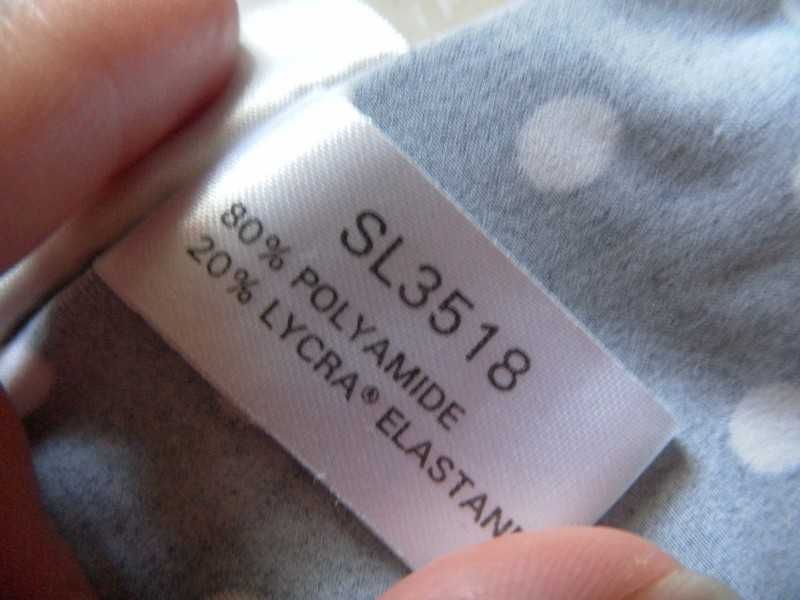 SL3518
80% POLYAMIDE
20% LYCRA® ELASTAN